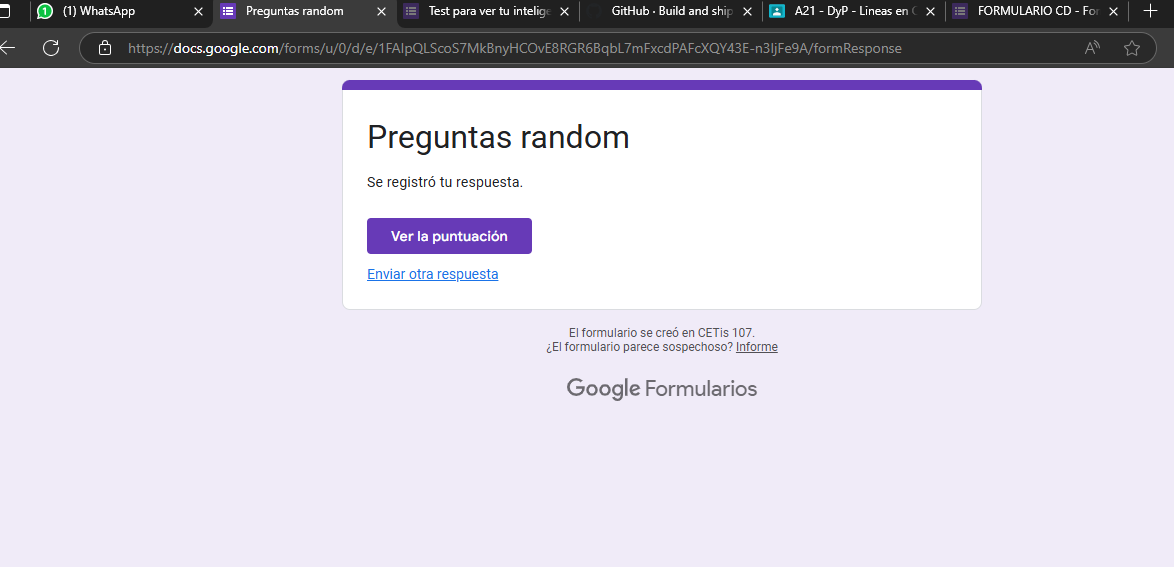 (1) WhatsApp
Preguntas random
Test para ver tu intelige
GitHub · Build and ship
A21 - DyP - Lineas en
FORMULARIO CD - For
https://docs.google.com/forms/u/0/d/e/1FAIpQLScoS7MkBnyHCOvE8RGR6BqbL7mFxcdPAFcXQY43E-n3IjFe9A/formResponse
Preguntas random
Se registró tu respuesta.
Ver la puntuación
Enviar otra respuesta
El formulario se creó en CETis 107.
¿El formulario parece sospechoso? Informe
Google Formularios